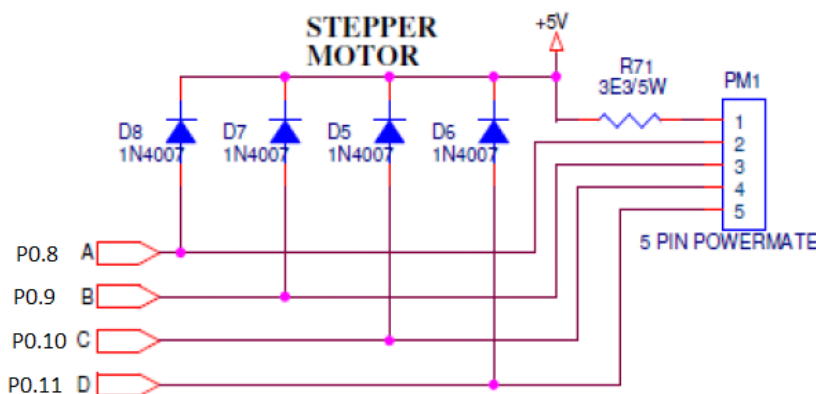 STEPPER
MOTOR
+5V
R71
3E3/5W
PM1
D8
1N4007
D7
1N4007
D5
1N4007
D6
1N4007
1
2
3
4
5
5 PIN POWERMATE
P0.8 A
P0.9 B
P0.10 C
P0.11 D